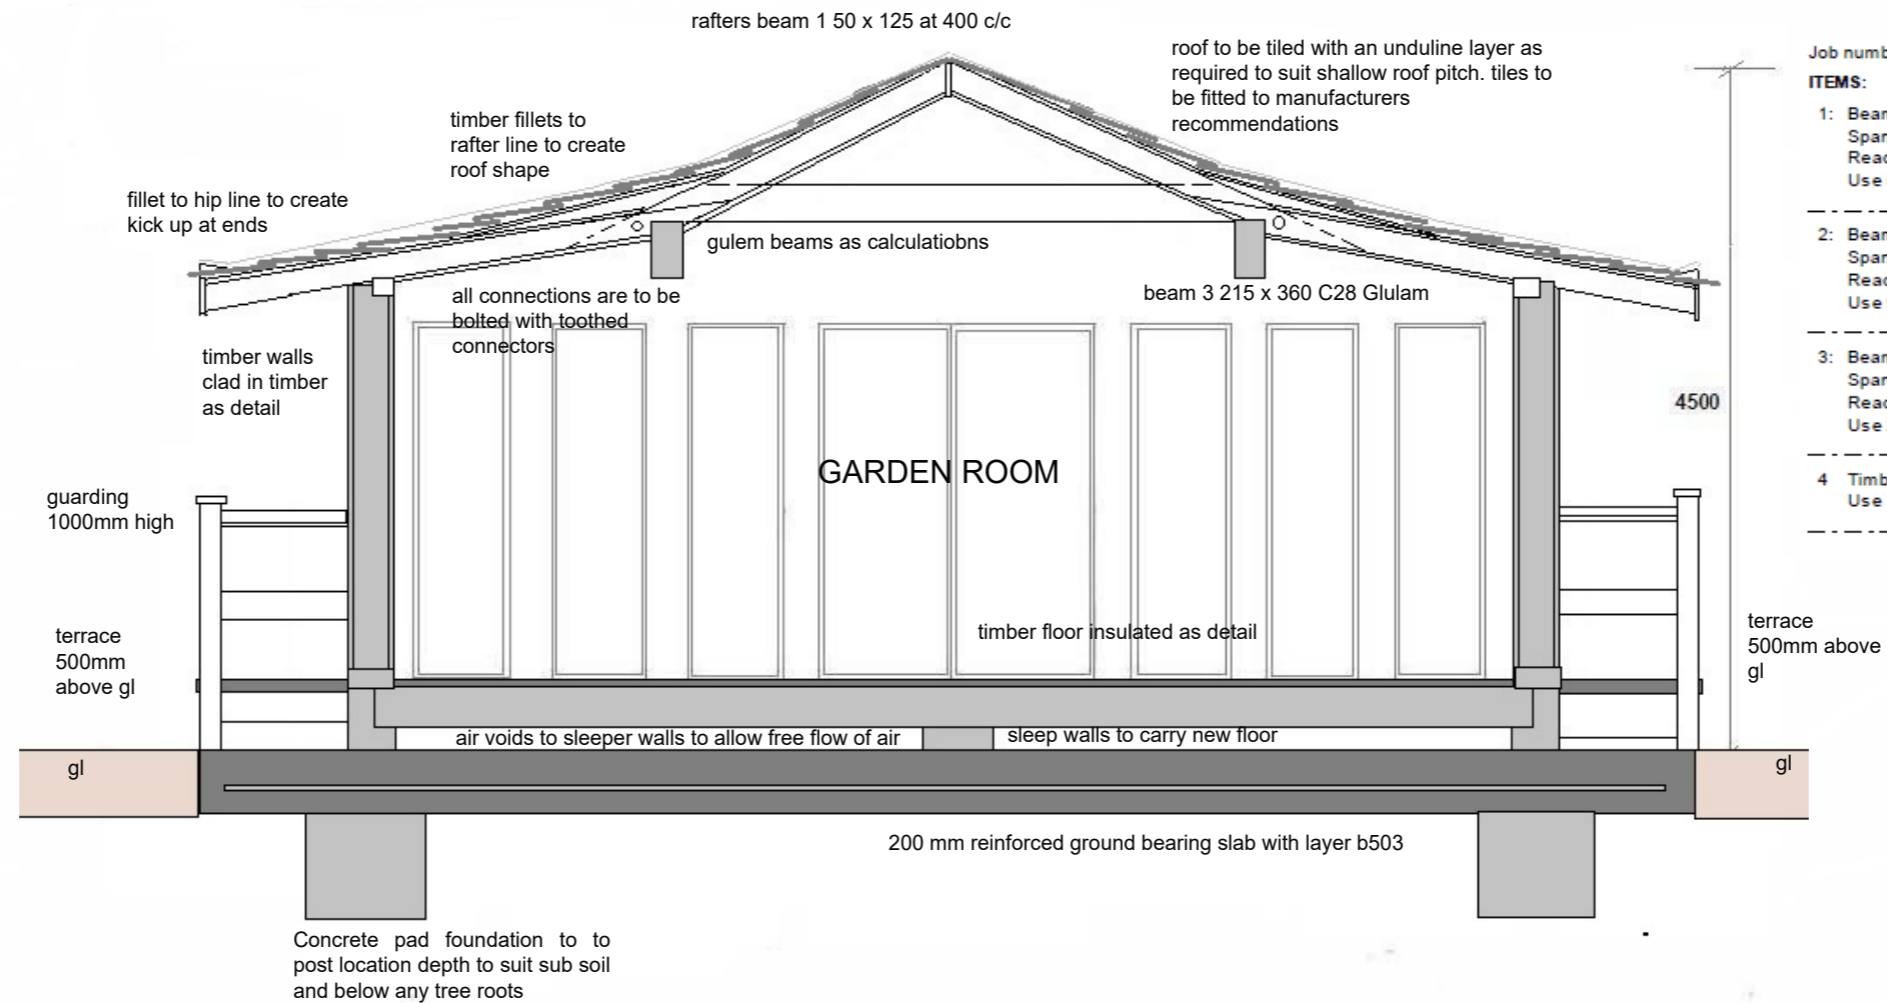 rafters beam 1 50 x 125 at 400 c/c
roof to be tiled with an unduline layer as
required to suit shallow roof pitch. tiles to
be fitted to manufacturers
recommendations
timber fillets to
rafter line to create
roof shape
fillet to hip line to create
kick up at ends
gulem beams as calculatiobns
all connections are to be
bolted with toothed
connectors
beam 3 215 x 360 C28 Glulam
timber walls
clad in timber
as detail
4500
GARDEN ROOM
guarding
1000mm high
timber floor insulated as detail
terrace
500mm
above gl
terrace
500mm above
gl
air voids to sleeper walls to allow free flow of air
sleep walls to carry new floor
gl
gl
200 mm reinforced ground bearing slab with layer b503
Concrete pad foundation to to
post location depth to suit sub soil
and below any tree roots
Job
ITEMS:
1:
Use
2:
Use
3:
Use
4
Use